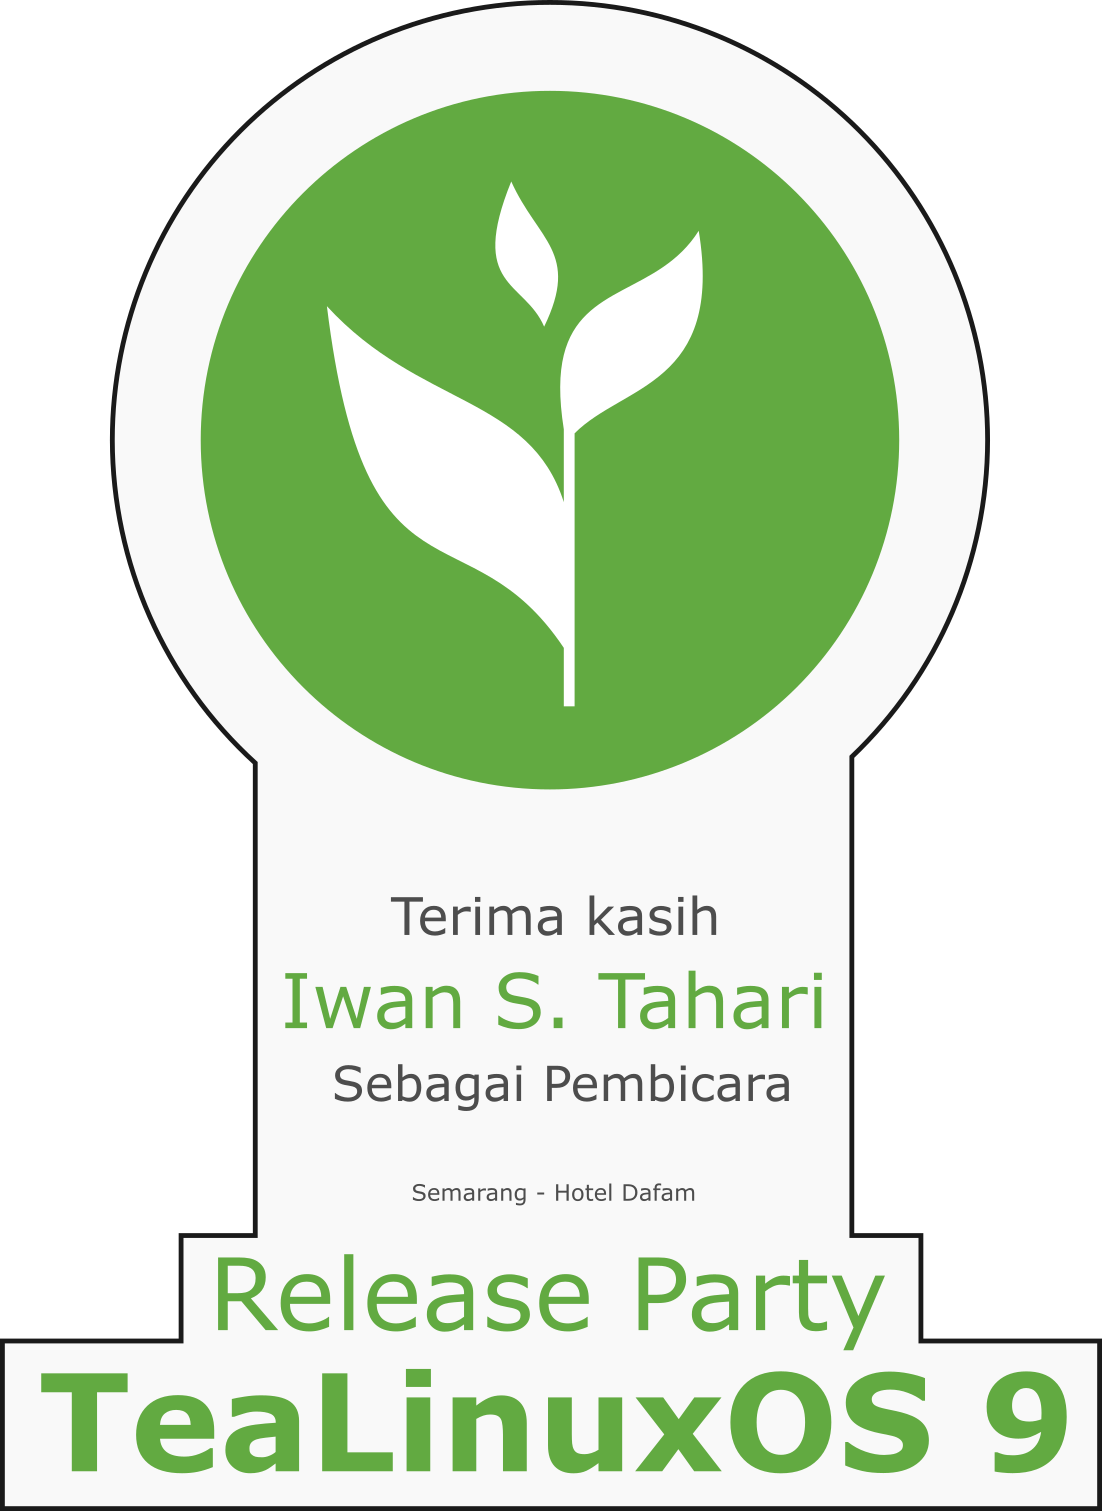 Terima kasih
Iwan S. Tahari
Sebagai Pembicara
Semarang - Hotel Dafam
Release Party
TeaLinuxOS 9